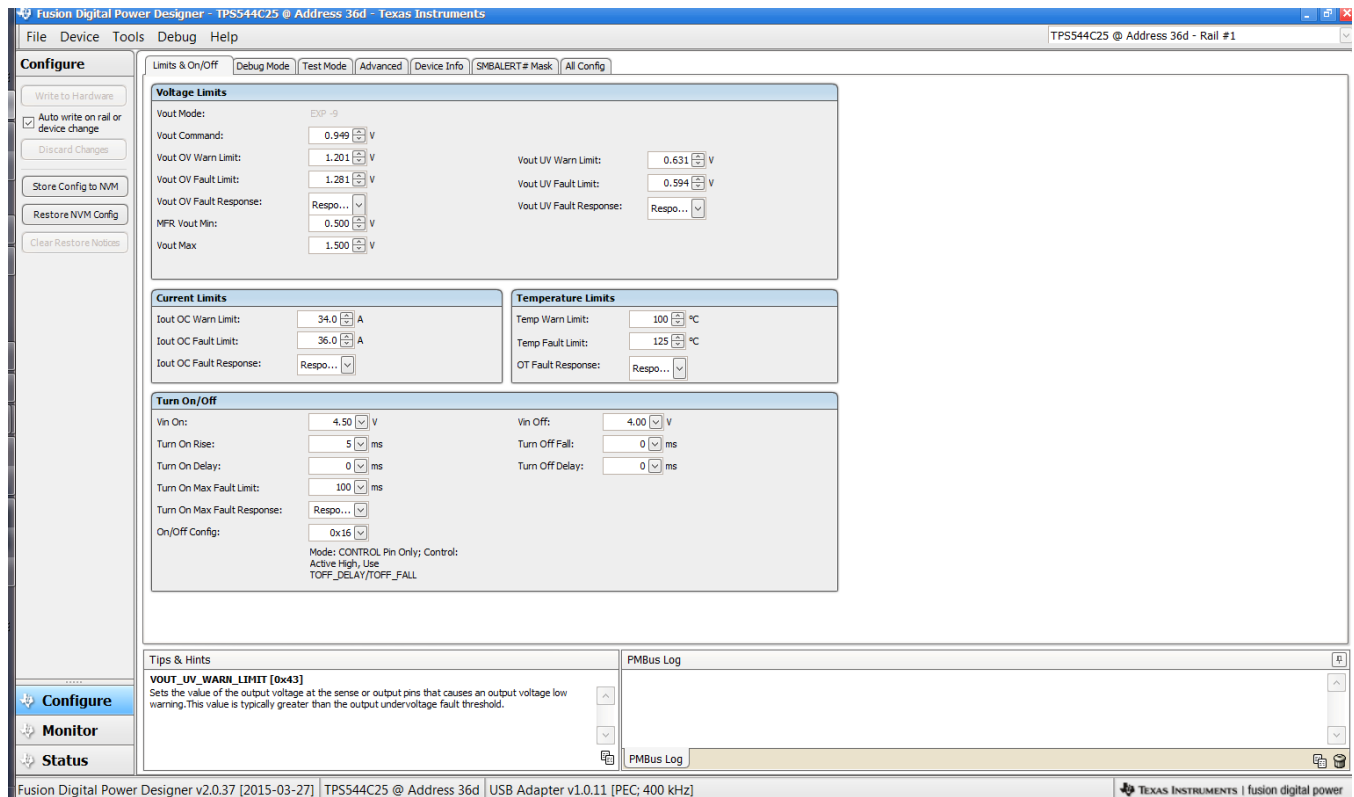 Fusion Digital Power Designer - TPS544C25 @ Address 36d - Texas Instruments
File Device Tools Debug Help
TPS544C25 @ Address 36d - Rail #1
Configure
Write to Hardware
Auto write on rail or
device change
Discard Changes
Store Config to NVM
Restore NVM Config
Clear Restore Notices
Limits & On/Off Debug Mode Test Mode Advanced Device Info SMBALERT# Mask All Config
Voltage Limits
Vout Mode: EXP -9
Vout Command: 0.949 V
Vout OV Warn Limit: 1.201 V
Vout UV Warn Limit: 0.631 V
Vout OV Fault Limit: 1.281 V
Vout UV Fault Limit: 0.594 V
Vout OV Fault Response: Respo...
Vout UV Fault Response: Respo...
MFR Vout Min: 0.500 V
Vout Max 1.500 V
Current Limits
Iout OC Warn Limit: 34.0 A
Iout OC Fault Limit: 36.0 A
Iout OC Fault Response: Respo...
Temperature Limits
Temp Warn Limit: 100 ºC
Temp Fault Limit: 125 ºC
OT Fault Response: Respo...
Turn On/Off
Vin On: 4.50 V
Vin Off: 4.00 V
Turn On Rise: 5 ms
Turn Off Fall: 0 ms
Turn On Delay: 0 ms
Turn Off Delay: 0 ms
Turn On Max Fault Limit: 100 ms
Turn On Max Fault Response: Respo...
On/Off Config: 0x16
Mode: CONTROL Pin Only; Control:
Active High, Use
TOFF_DELAY/TOFF_FALL
Tips & Hints
VOUT_UV_WARN_LIMIT [0x43]
Sets the value of the output voltage at the sense or output pins that causes an output voltage low
warning.This value is typically greater than the output undervoltage fault threshold.
PMBus Log
PMBus Log
Configure
Monitor
Status
Fusion Digital Power Designer v2.0.37 [2015-03-27] TPS544C25 @ Address 36d USB Adapter v1.0.11 [PEC; 400 kHz]
TEXAS INSTRUMENTS | fusion digital power